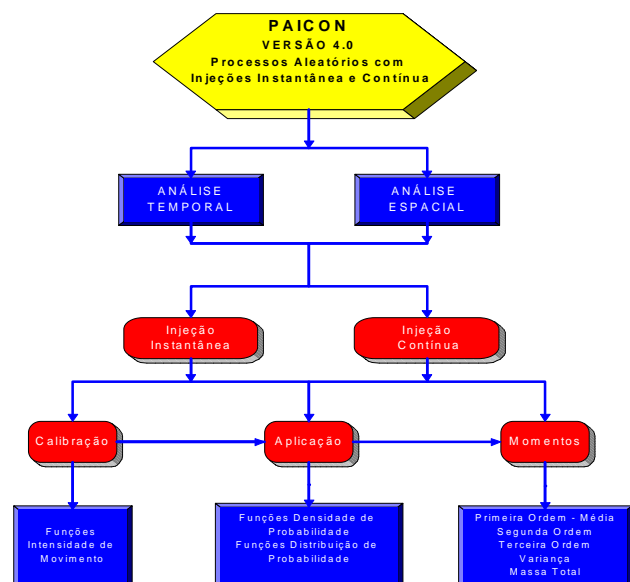 PAICON
VERSÃO 4.0
Processos Aleatórios com
Injeções Instantânea e Contínua
ANÁLISE
TEMPORAL
ANÁLISE
ESPACIAL
Injeção
Instantânea
Injeção
Contínua
Calibração
Aplicação
Momentos
Funções
Intensidade de
Movimento
Funções Densidade de
Probabilidade
Funções Distribuição de
Probabilidade
Primeira Ordem - Média
Segunda Ordem
Terceira Ordem
Variança
Massa Total